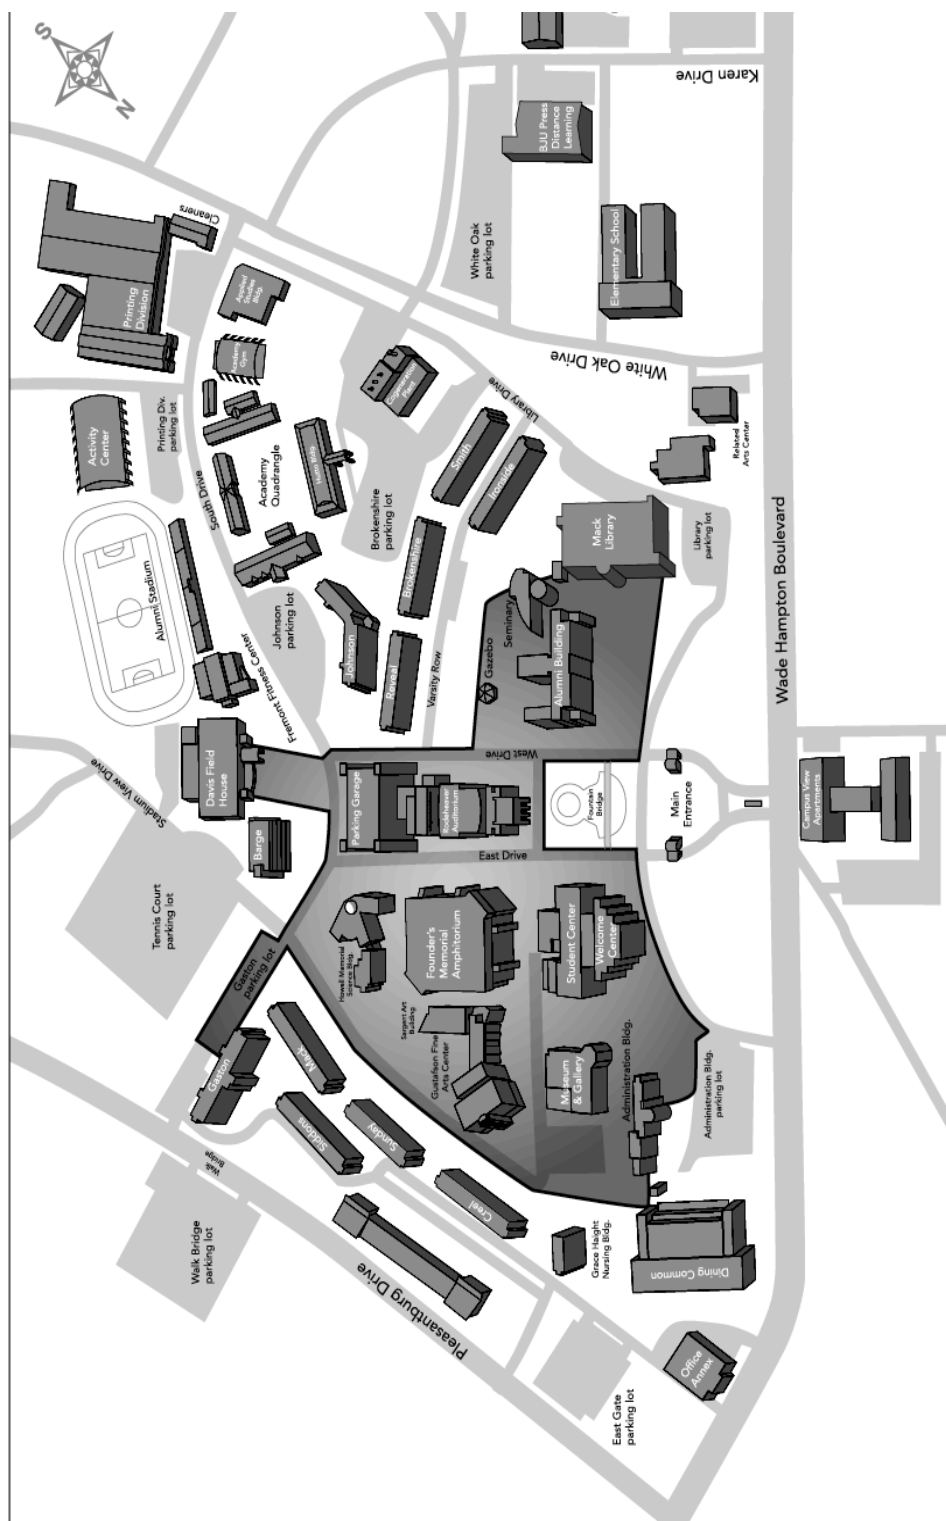 S
N
Karen Drive
BJU Press
Distance
Learning
Cleaners
White Oak
parking lot
Elementary School
Printing
Division
Applied
Studies
Bldg.
Academy
Gym
White Oak Drive
Cogeneration
Plant
Library Drive
Related
Arts Center
Activity
Center
Printing Div.
parking lot
South Drive
Academy
Quadrangle
Smith
Ironside
Brokenshire
parking lot
Mack
Library
Library
parking lot
Wade Hampton Boulevard
Alumni Stadium
Brokenshire
Johnson
parking lot
Johnson
Reveal
Varsity Row
Gazebo
Seminary
Alumni Building
Fremont Fitness Center
Stadium View Drive
Davis Field
House
West Drive
Parking Garage
Rodeheaver
Auditorium
Fountain
Bridge
Main
Entrance
Campus View
Apartments
Barge
East Drive
Tennis Court
parking lot
Gaston
parking lot
Howell Memorial
Science Bldg.
Founder's
Memorial
Amphitorium
Student Center
Welcome
Center
Sargent Art
Building
Gustafson Fine
Arts Center
Museum
& Gallery
Administration Bldg.
Administration Bldg.
parking lot
Gaston
Mack
Siddons
Sunday
Creel
Walk
Bridge
Walk Bridge
parking lot
Pleasantburg Drive
Grace Haight
Nursing Bldg.
Dining Common
Office
Annex
East Gate
parking lot